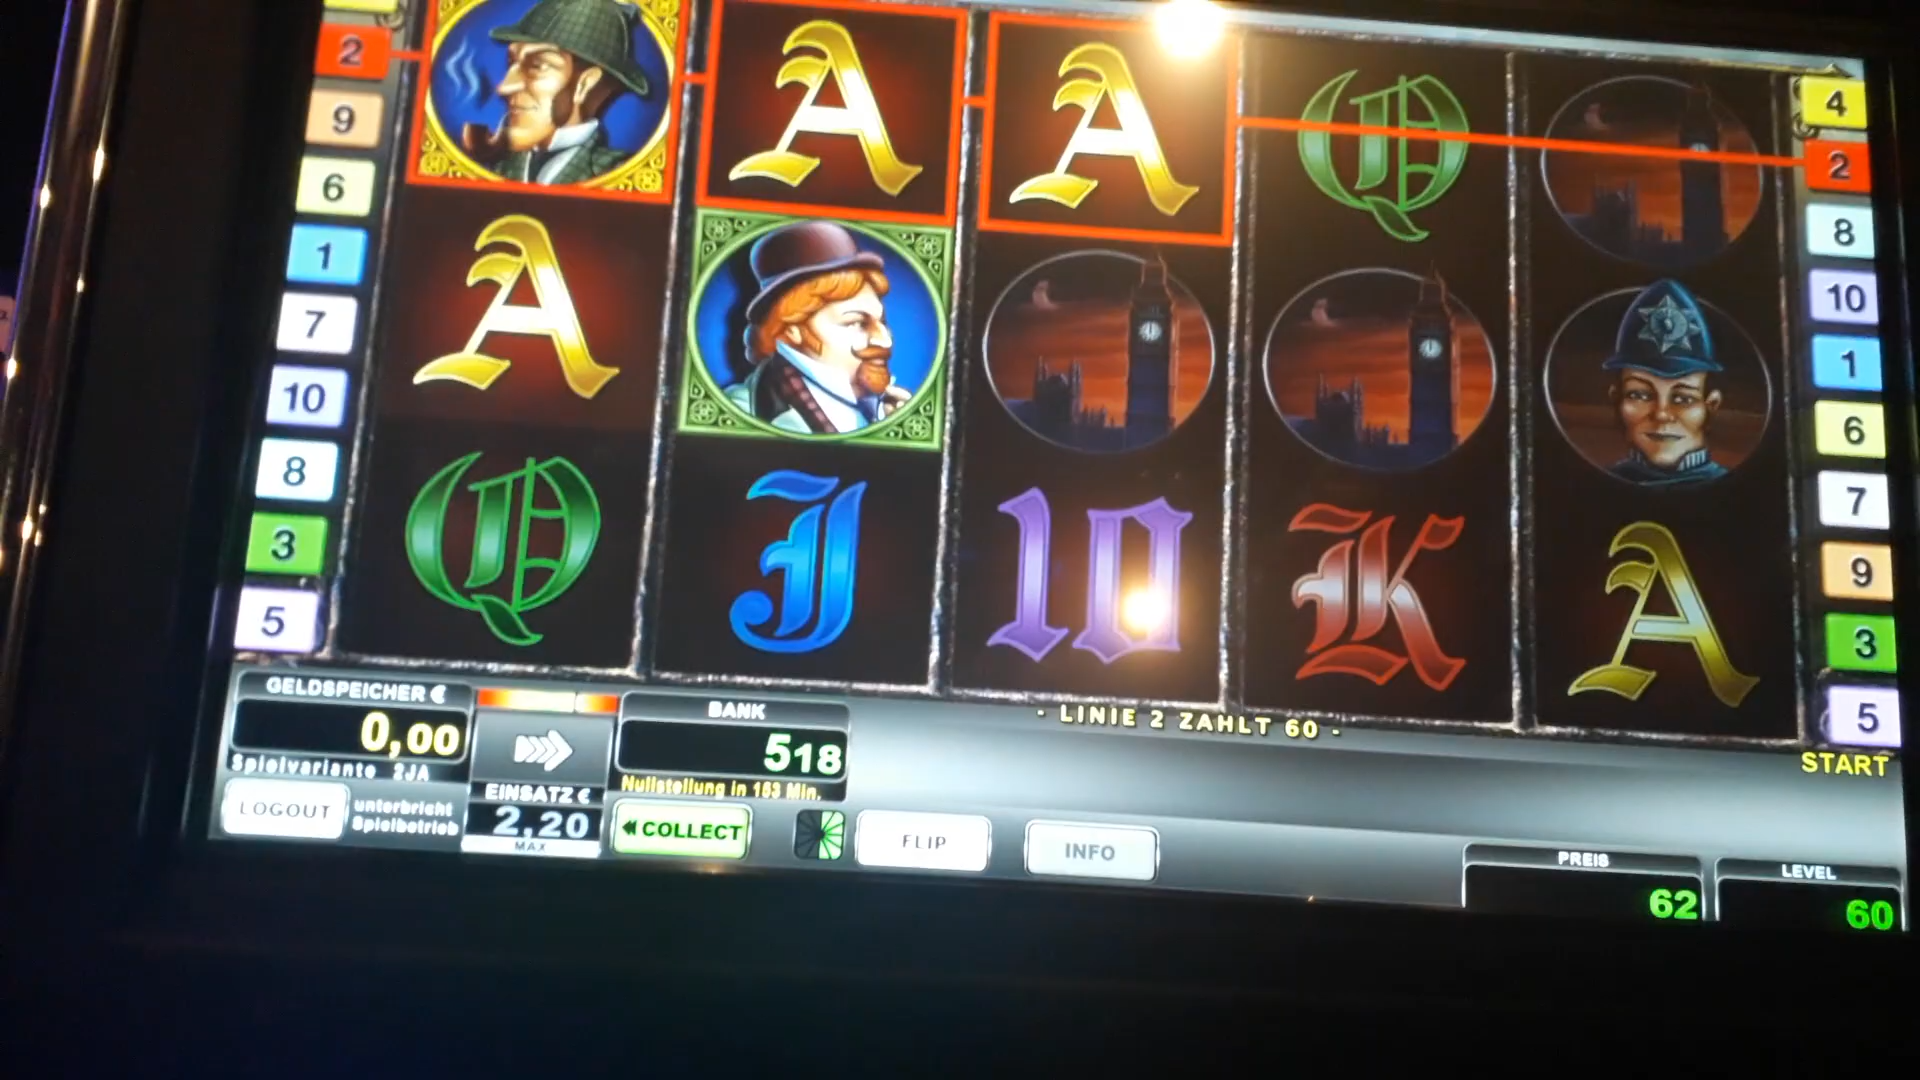 2 A A Q 4
9 2
6 8
1 A 10
7 1
10 6
8 Q J 10 K A 7
3 9
5 3
5
GELDSPEICHER €
0,00
Spielvariante 2JA
LOGOUT
unterbricht
Spielbetrieb
EINSATZ €
2,20
MAX
BANK
518
Nullstellung in 163 Min.
COLLECT
FLIP
INFO
- LINIE 2 ZAHLT 60 -
START
PREIS
62
LEVEL
60